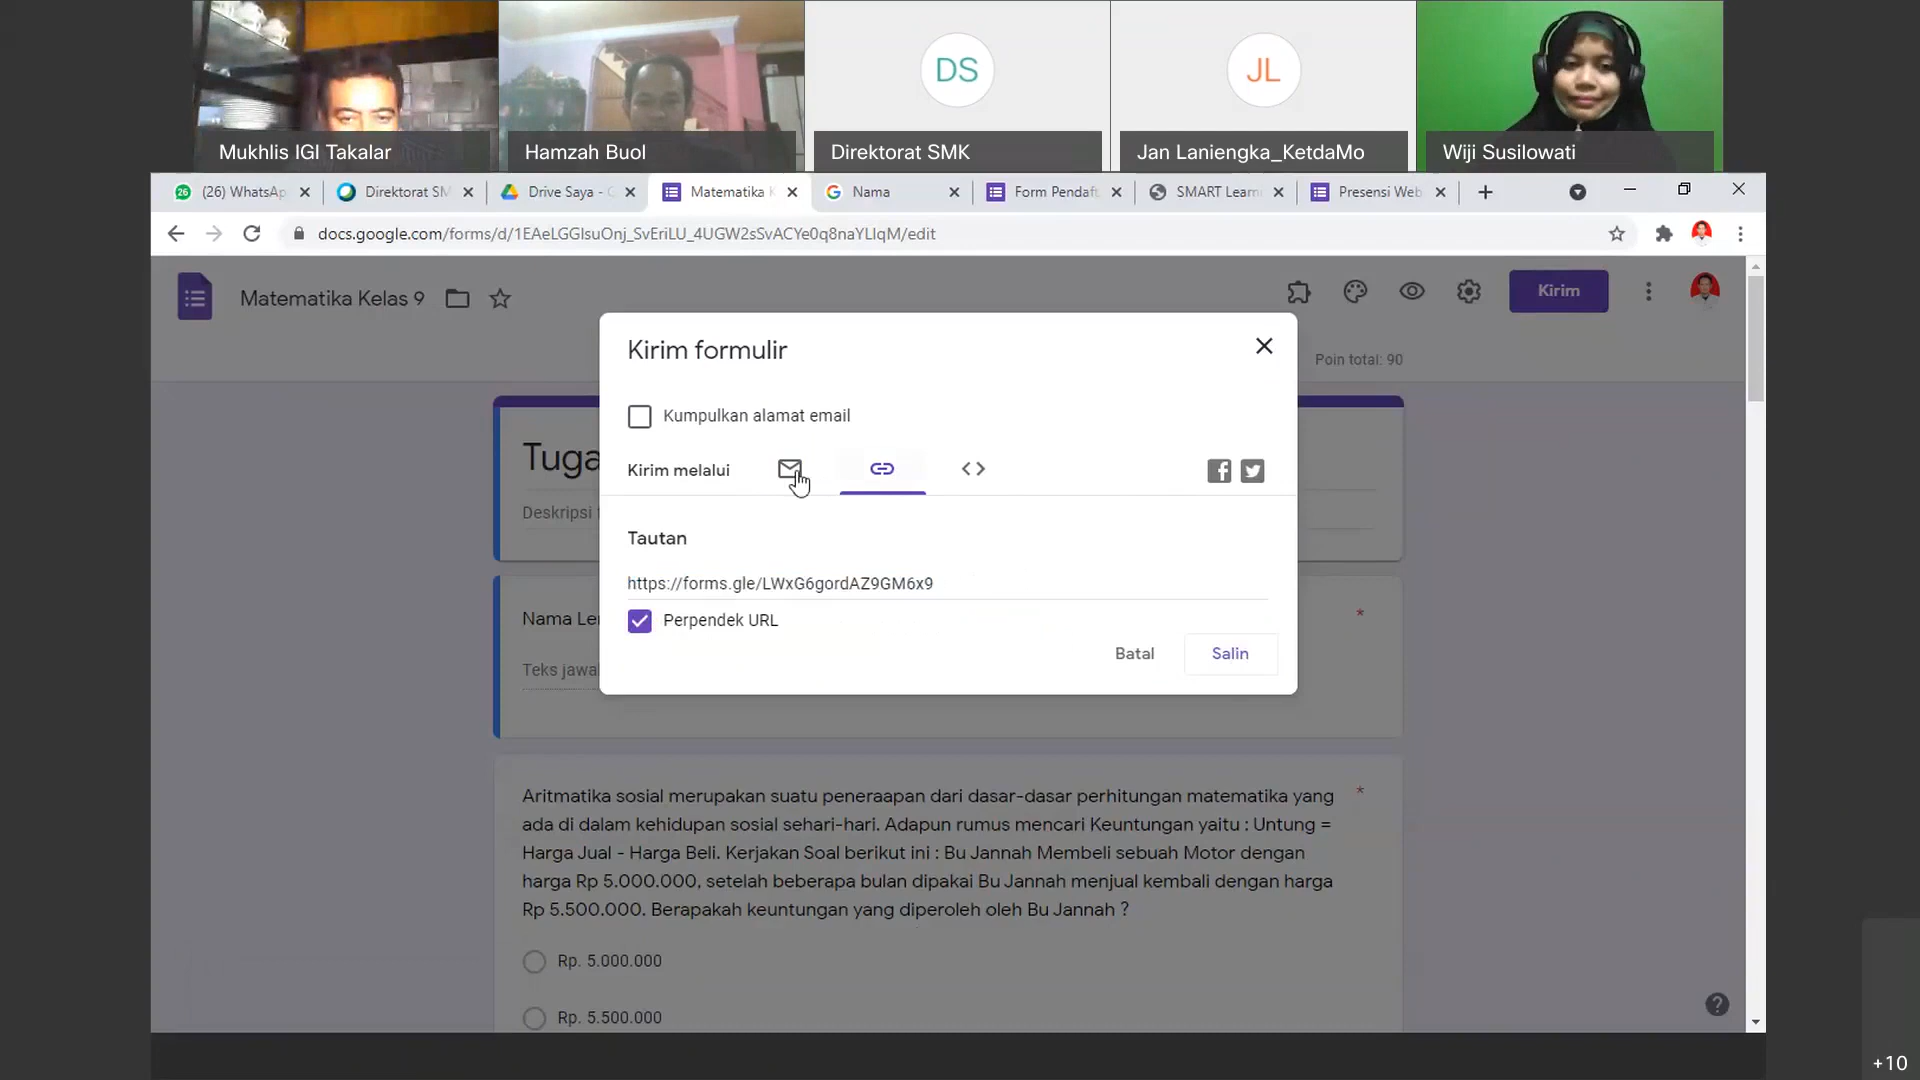 DS
JL
Mukhlis IGI Takalar
Hamzah Buol
Direktorat SMK
Jan Laniengka_KetdaMo
Wiji Susilowati
(26) WhatsAp
Direktorat SM
Drive Saya - G
Matematika K
Nama
Form Pendaft
SMART Learn
Presensi Web
docs.google.com/forms/d/1EAeLGGlsuOnj_SvEriLU_4UGW2sSvACYe0q8naYLlqM/edit
Matematika Kelas 9
Kirim
Poin total: 90
Kirim formulir
Kumpulkan alamat email
Kirim melalui
Tautan
https://forms.gle/LWxG6gordAZ9GM6x9
Perpendek URL
Batal
Salin
Tuga
Deskripsi f
Nama Le
*
Teks jawa
Aritmatika sosial merupakan suatu peneraapan dari dasar-dasar perhitungan matematika yang *
ada di dalam kehidupan sosial sehari-hari. Adapun rumus mencari Keuntungan yaitu : Untung =
Harga Jual - Harga Beli. Kerjakan Soal berikut ini : Bu Jannah Membeli sebuah Motor dengan
harga Rp 5.000.000, setelah beberapa bulan dipakai Bu Jannah menjual kembali dengan harga
Rp 5.500.000. Berapakah keuntungan yang diperoleh oleh Bu Jannah ?
Rp. 5.000.000
Rp. 5.500.000
+10